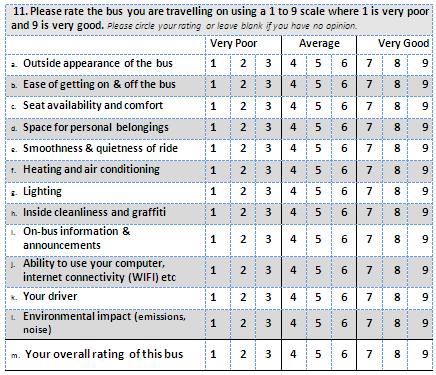 11. Please rate the bus you are travelling on using a 1 to 9 scale where 1 is very poor
and 9 is very good. Please circle your rating or leave blank if you have no opinion.
Very Poor Average Very Good
a. Outside appearance of the bus 1 2 3 4 5 6 7 8 9
b. Ease of getting on & off the bus 1 2 3 4 5 6 7 8 9
c. Seat availability and comfort 1 2 3 4 5 6 7 8 9
d. Space for personal belongings 1 2 3 4 5 6 7 8 9
e. Smoothness & quietness of ride 1 2 3 4 5 6 7 8 9
f. Heating and air conditioning 1 2 3 4 5 6 7 8 9
g. Lighting 1 2 3 4 5 6 7 8 9
h. Inside cleanliness and graffiti 1 2 3 4 5 6 7 8 9
i. On-bus information &
announcements 1 2 3 4 5 6 7 8 9
j. Ability to use your computer,
internet connectivity (WIFI) etc 1 2 3 4 5 6 7 8 9
k. Your driver 1 2 3 4 5 6 7 8 9
l. Environmental impact (emissions,
noise) 1 2 3 4 5 6 7 8 9
m. Your overall rating of this bus 1 2 3 4 5 6 7 8 9